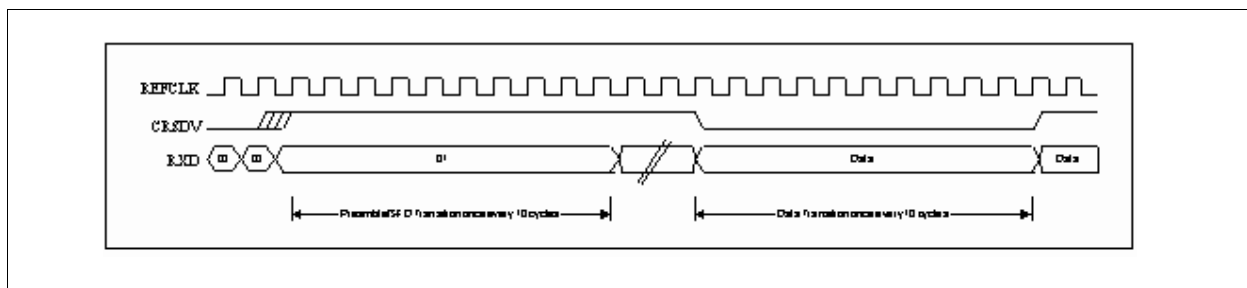 REFCLK
CRSDV
RXD 00 00 01 Data Data
Preamble/SFD Transition once every 10 cycles Data Transition once every 10 cycles